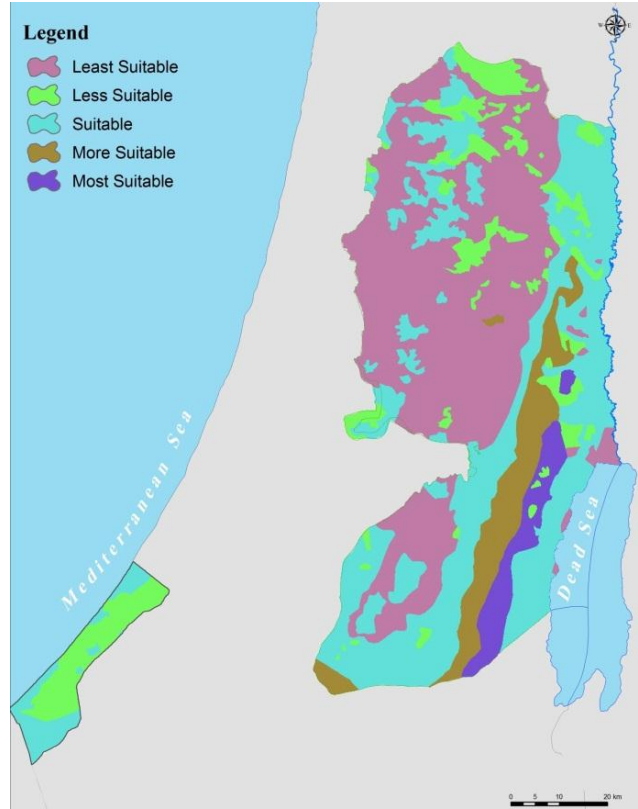 Legend
Least Suitable
Less Suitable
Suitable
More Suitable
Most Suitable
N
W E
S
Mediterranean Sea
Dead Sea
0 5 10 20 km